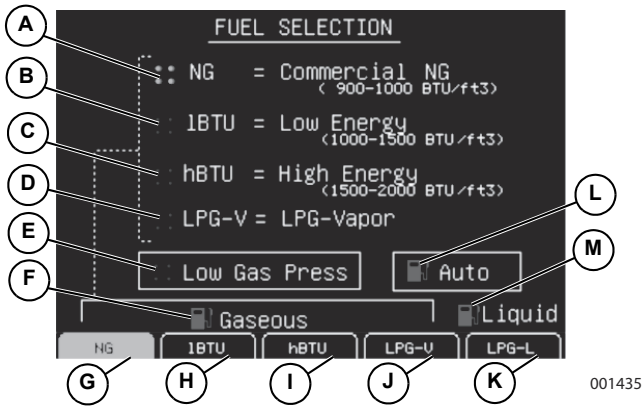 FUEL SELECTION
A
NG = Commercial NG
( 900-1000 BTU/ft3)
B
lBTU = Low Energy
(1000-1500 BTU/ft3)
C
hBTU = High Energy
(1500-2000 BTU/ft3)
D
LPG-V = LPG-Vapor
L
E
Low Gas Press
Auto
M
F
Gaseous
Liquid
NG lBTU hBTU LPG-V LPG-L
G H I J K
001435